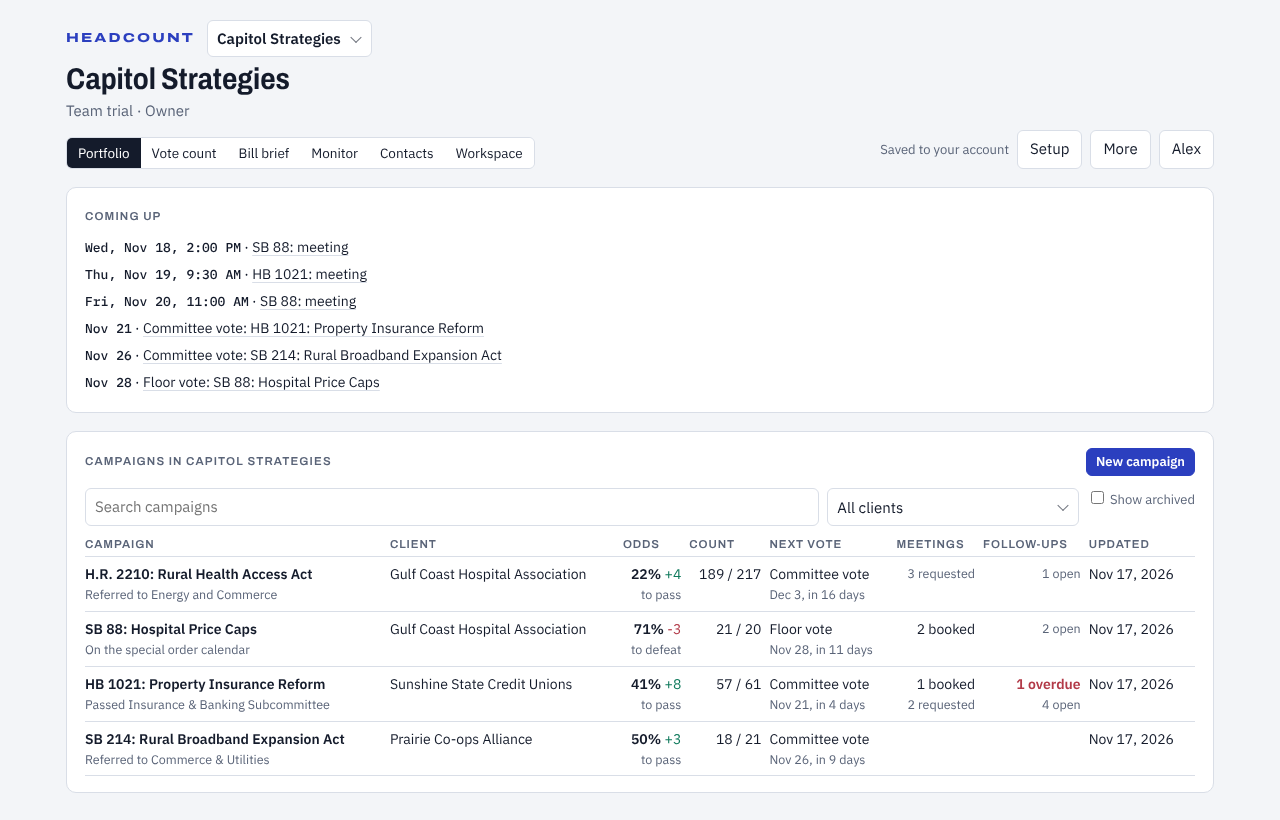 HEADCOUNT Capitol Strategies
Capitol Strategies
Team trial · Owner
Portfolio Vote count Bill brief Monitor Contacts Workspace Saved to your account Setup More Alex
COMING UP
Wed, Nov 18, 2:00 PM · SB 88: meeting
Thu, Nov 19, 9:30 AM · HB 1021: meeting
Fri, Nov 20, 11:00 AM · SB 88: meeting
Nov 21 · Committee vote: HB 1021: Property Insurance Reform
Nov 26 · Committee vote: SB 214: Rural Broadband Expansion Act
Nov 28 · Floor vote: SB 88: Hospital Price Caps
CAMPAIGNS IN CAPITOL STRATEGIES New campaign
Search campaigns All clients Show archived
CAMPAIGN CLIENT ODDS COUNT NEXT VOTE MEETINGS FOLLOW-UPS UPDATED
H.R. 2210: Rural Health Access Act Gulf Coast Hospital Association 22% +4 189 / 217 Committee vote 3 requested 1 open Nov 17, 2026
Referred to Energy and Commerce to pass Dec 3, in 16 days
SB 88: Hospital Price Caps Gulf Coast Hospital Association 71% -3 21 / 20 Floor vote 2 booked 2 open Nov 17, 2026
On the special order calendar to defeat Nov 28, in 11 days
HB 1021: Property Insurance Reform Sunshine State Credit Unions 41% +8 57 / 61 Committee vote 1 booked 1 overdue Nov 17, 2026
Passed Insurance & Banking Subcommittee to pass Nov 21, in 4 days 2 requested 4 open
SB 214: Rural Broadband Expansion Act Prairie Co-ops Alliance 50% +3 18 / 21 Committee vote Nov 17, 2026
Referred to Commerce & Utilities to pass Nov 26, in 9 days